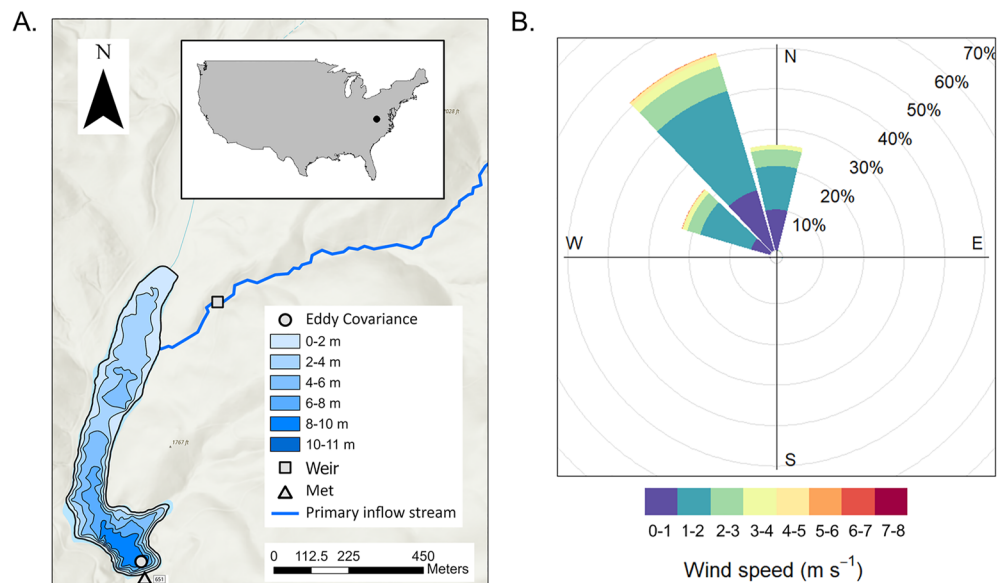 A.
N
1767 ft
651
Eddy Covariance
0-2 m
2-4 m
4-6 m
6-8 m
8-10 m
10-11 m
Weir
Met
Primary inflow stream
0 112.5 225 450
Meters
B.
N
70%
60%
50%
40%
30%
20%
10%
W
E
S
0-1 1-2 2-3 3-4 4-5 5-6 6-7 7-8
Wind speed (m s⁻¹)